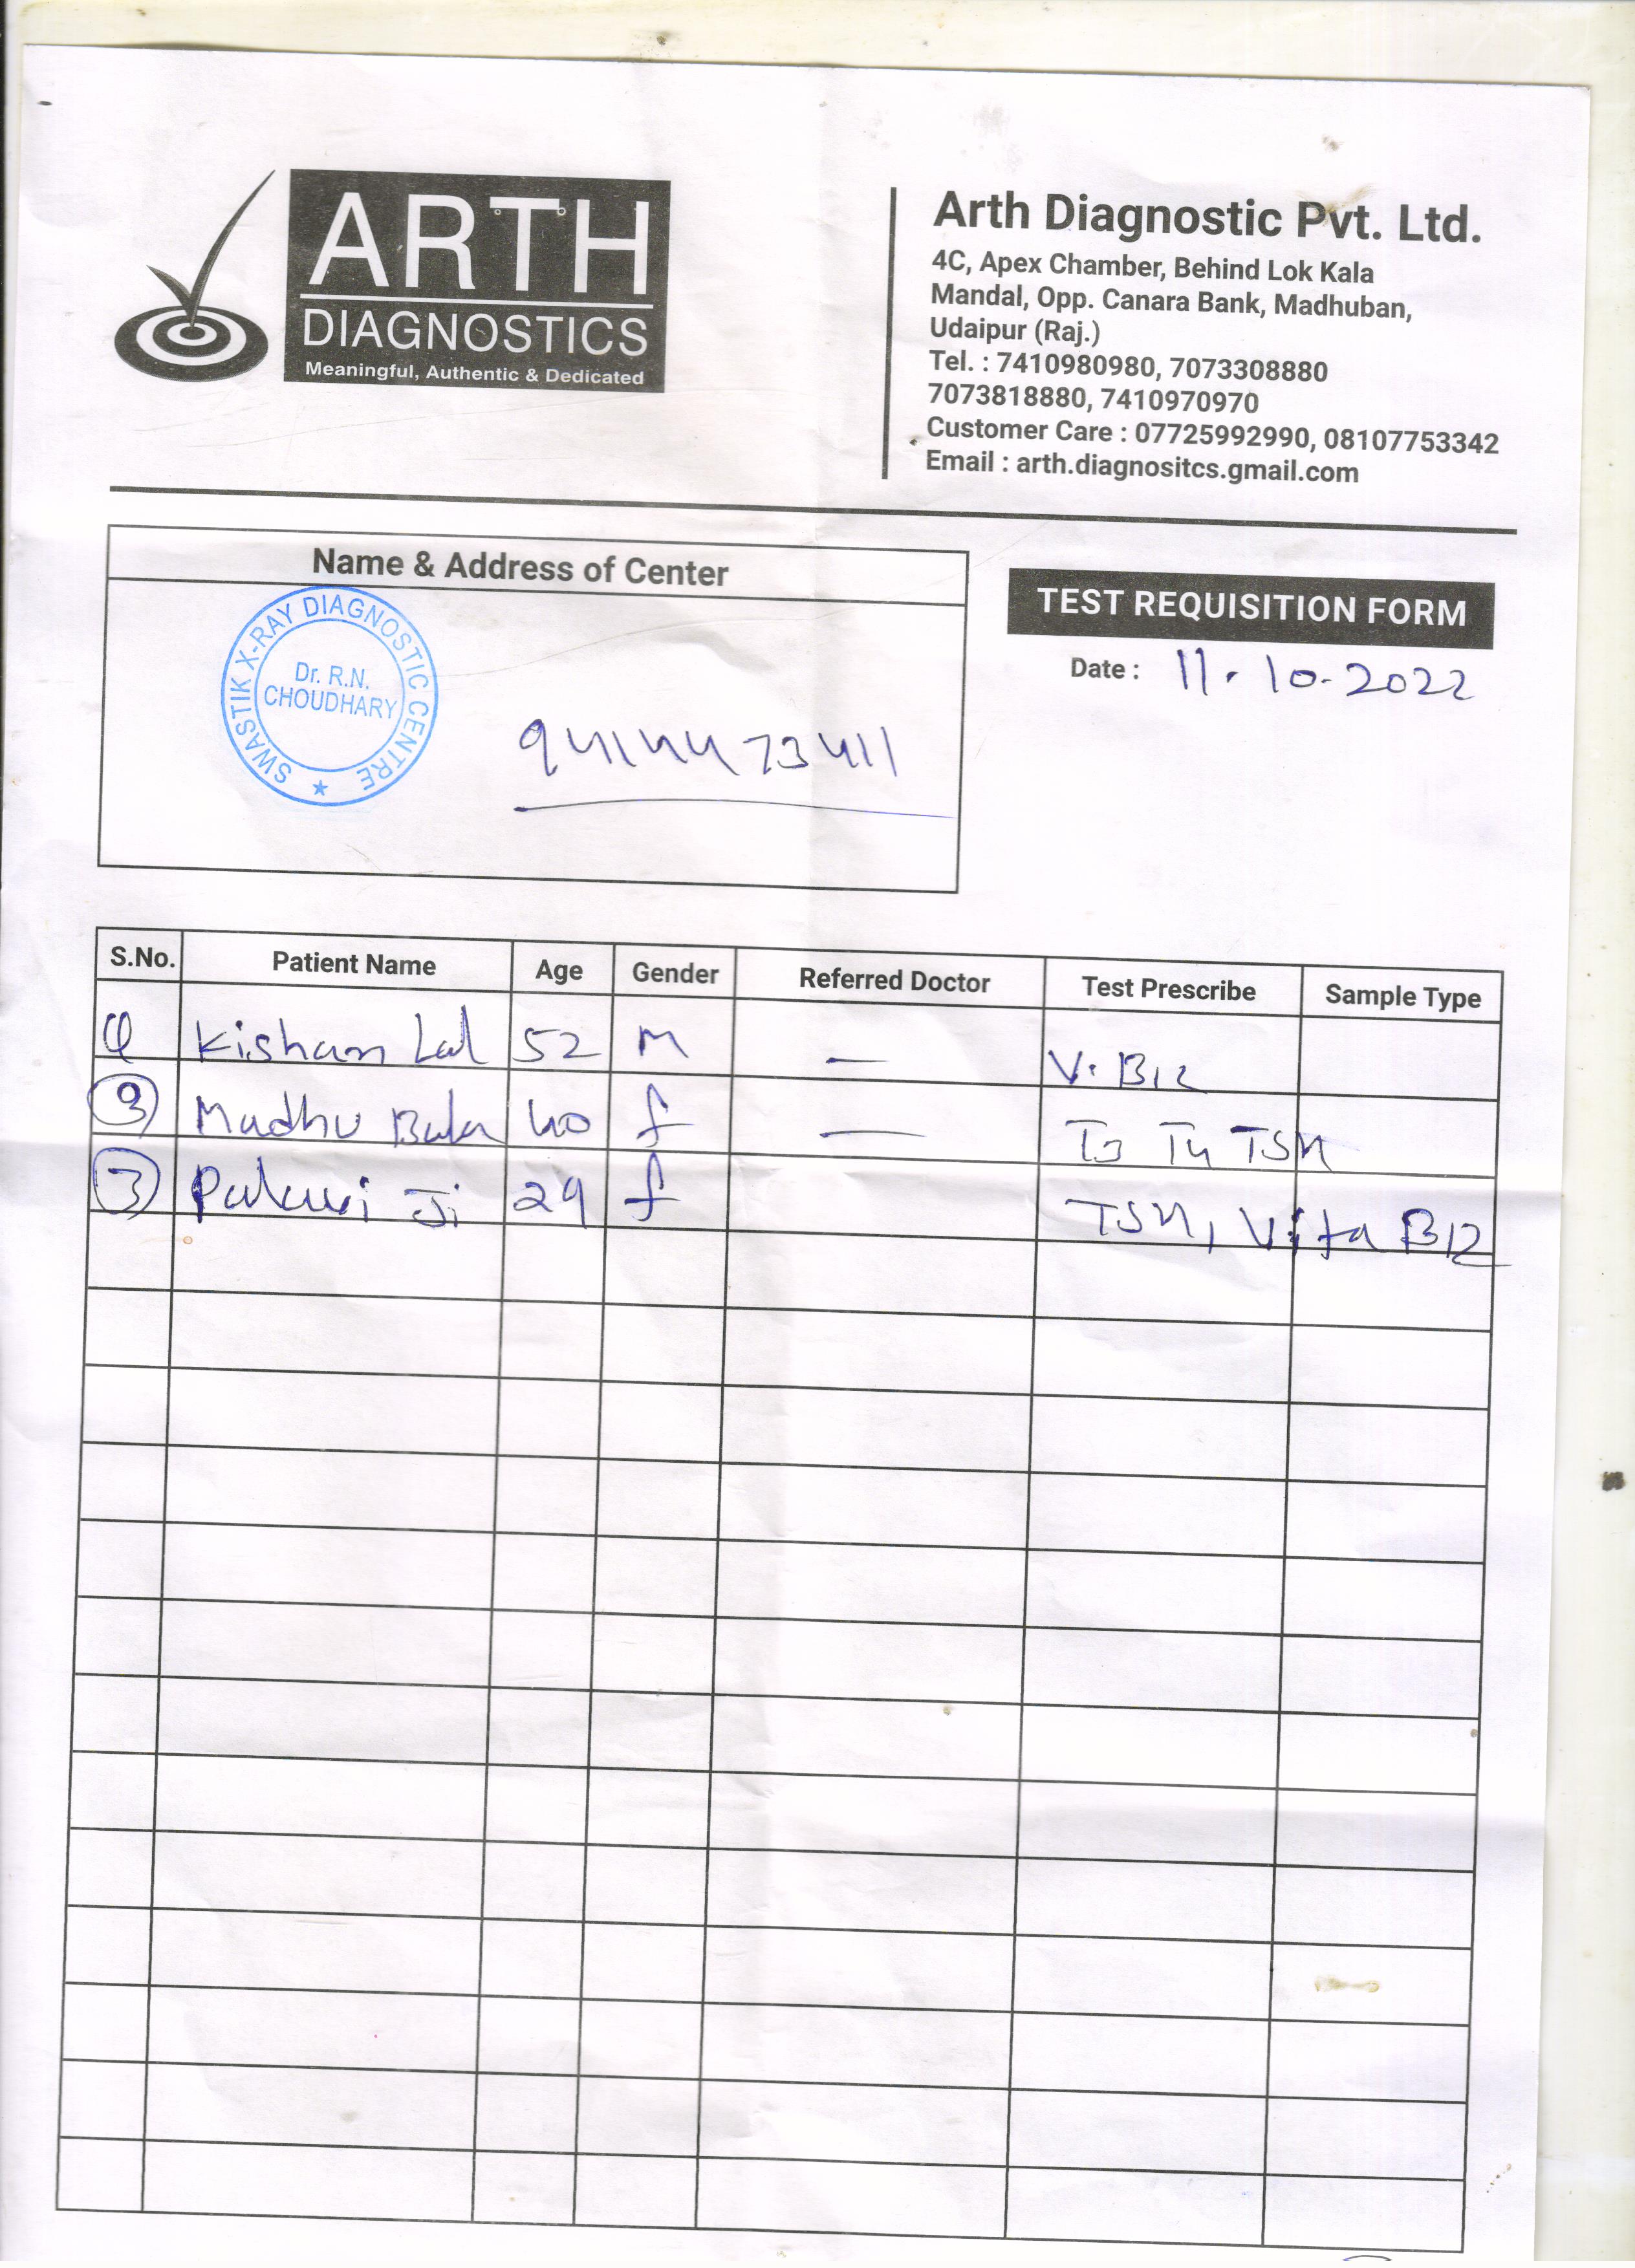 ARTH
DIAGNOSTICS
Meaningful, Authentic & Dedicated
Arth Diagnostic Pvt. Ltd.
4C, Apex Chamber, Behind Lok Kala
Mandal, Opp. Canara Bank, Madhuban,
Udaipur (Raj.)
Tel. : 7410980980, 7073308880
7073818880, 7410970970
Customer Care : 07725992990, 08107753342
Email : arth.diagnositcs.gmail.com
Name & Address of Center
SWASTIK X-RAY DIAGNOSTIC CENTRE
Dr. R.N.
CHOUDHARY
9414473411
TEST REQUISITION FORM
Date : 11.10.2022
S.No. Patient Name Age Gender Referred Doctor Test Prescribe Sample Type
Kishan Lal 52 M — V. B12
Madhu Bala 40 f — T3 T4 TSH
3 Ji 29 f TSH, Vita B12